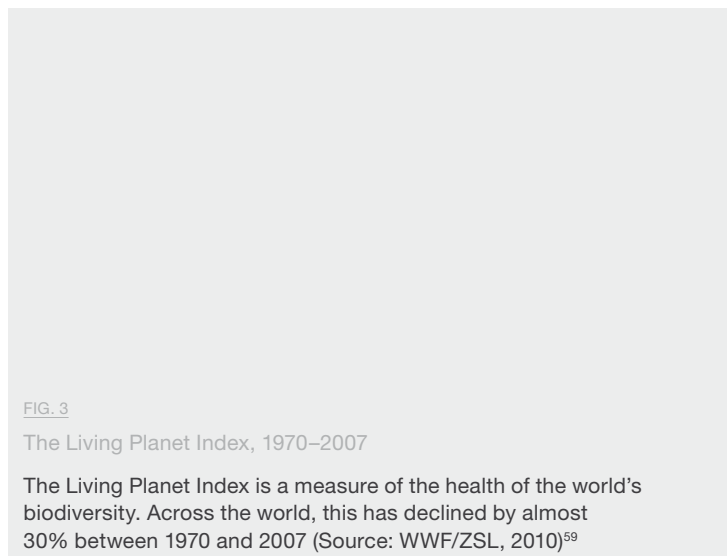 FIG. 3
The Living Planet Index, 1970–2007
The Living Planet Index is a measure of the health of the world’s
biodiversity. Across the world, this has declined by almost
30% between 1970 and 2007 (Source: WWF/ZSL, 2010)⁵⁹